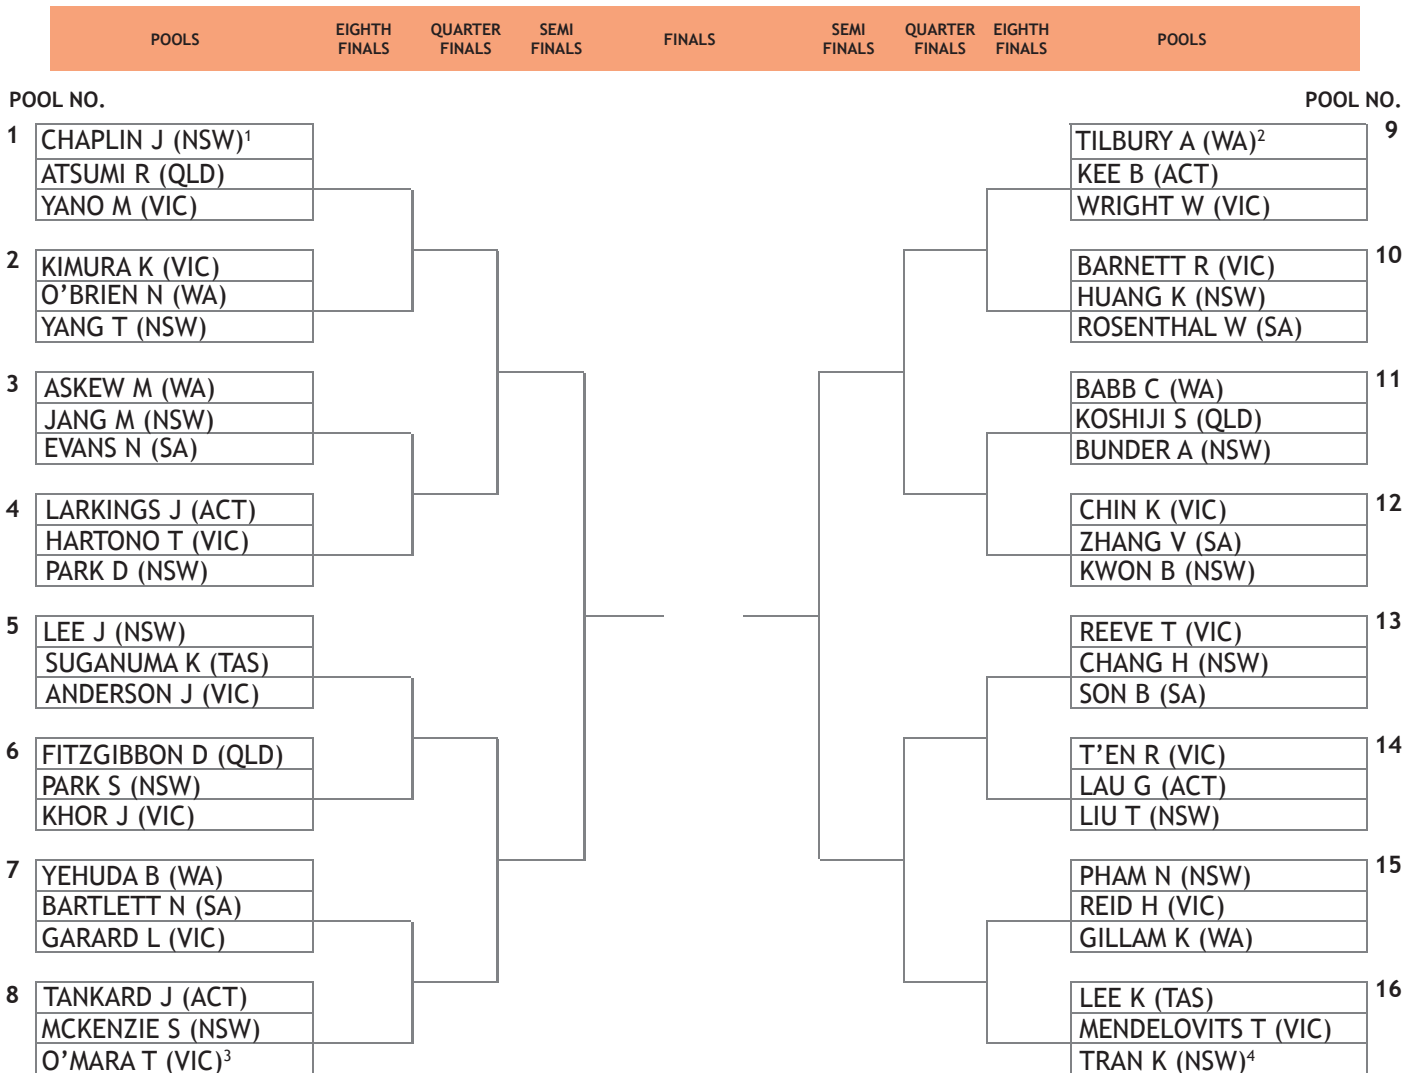 POOLS EIGHTH FINALS QUARTER FINALS SEMI FINALS FINALS SEMI FINALS QUARTER FINALS EIGHTH FINALS POOLS
POOL NO.
1
CHAPLIN J (NSW)¹
ATSUMI R (QLD)
YANO M (VIC)
2
KIMURA K (VIC)
O’BRIEN N (WA)
YANG T (NSW)
3
ASKEW M (WA)
JANG M (NSW)
EVANS N (SA)
4
LARKINGS J (ACT)
HARTONO T (VIC)
PARK D (NSW)
5
LEE J (NSW)
SUGANUMA K (TAS)
ANDERSON J (VIC)
6
FITZGIBBON D (QLD)
PARK S (NSW)
KHOR J (VIC)
7
YEHUDA B (WA)
BARTLETT N (SA)
GARARD L (VIC)
8
TANKARD J (ACT)
MCKENZIE S (NSW)
O’MARA T (VIC)³
POOL NO.
9
TILBURY A (WA)²
KEE B (ACT)
WRIGHT W (VIC)
10
BARNETT R (VIC)
HUANG K (NSW)
ROSENTHAL W (SA)
11
BABB C (WA)
KOSHIJI S (QLD)
BUNDER A (NSW)
12
CHIN K (VIC)
ZHANG V (SA)
KWON B (NSW)
13
REEVE T (VIC)
CHANG H (NSW)
SON B (SA)
14
T’EN R (VIC)
LAU G (ACT)
LIU T (NSW)
15
PHAM N (NSW)
REID H (VIC)
GILLAM K (WA)
16
LEE K (TAS)
MENDELOVITS T (VIC)
TRAN K (NSW)⁴